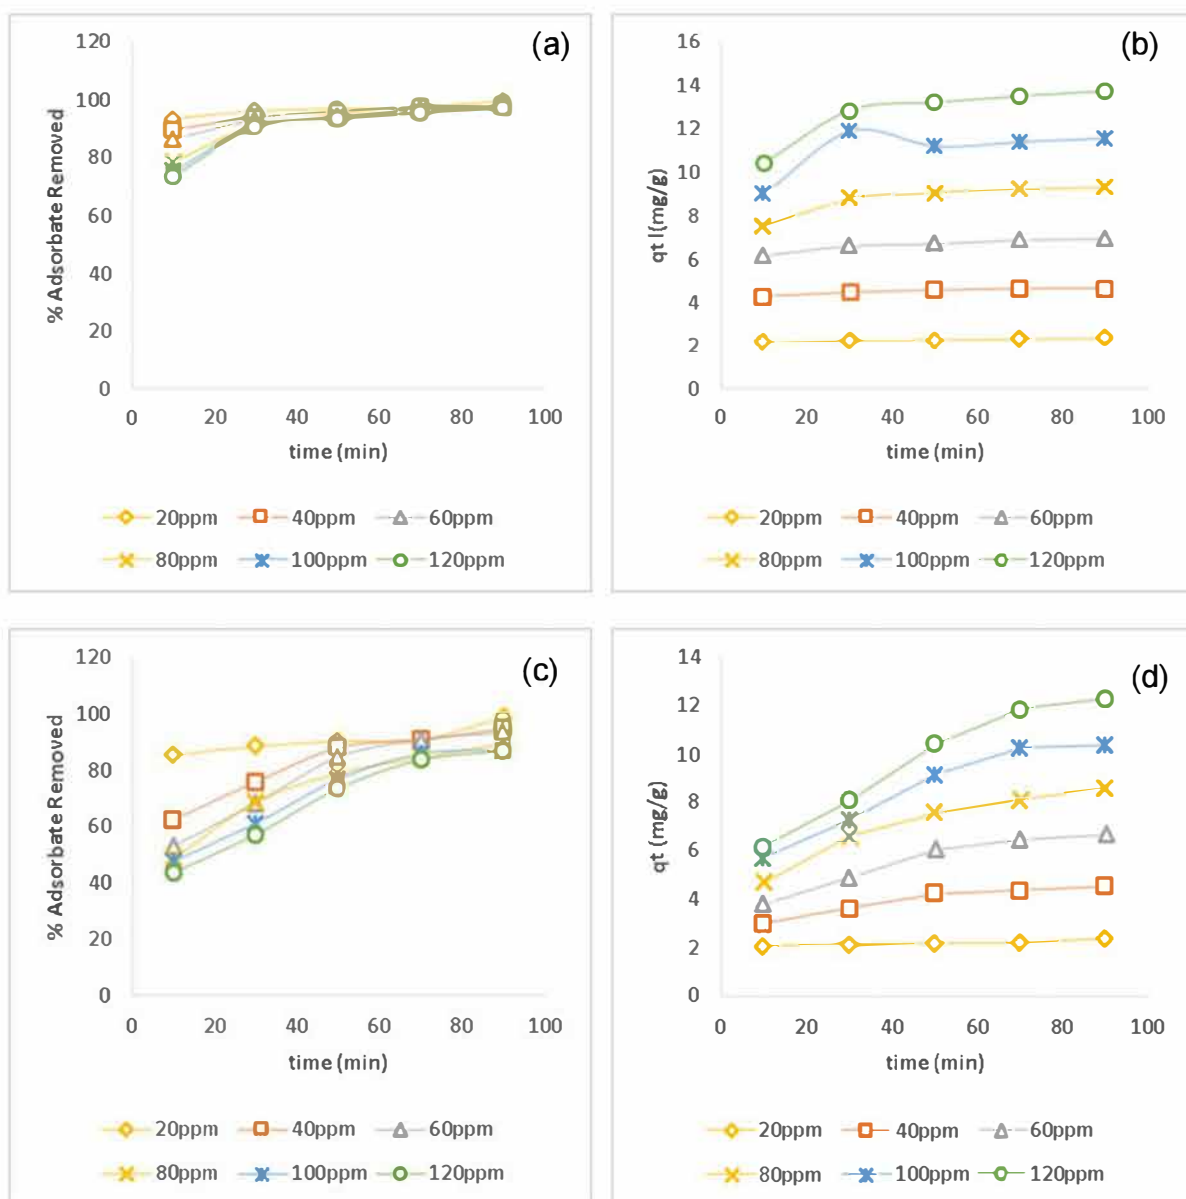 (a)
120
100
80
60
40
20
0
% Adsorbate Removed
0 20 40 60 80 100
time (min)
20ppm 40ppm 60ppm
80ppm 100ppm 120ppm
(b)
16
14
12
10
8
6
4
2
0
qt l(mg/g)
0 20 40 60 80 100
time (min)
20ppm 40ppm 60ppm
80ppm 100ppm 120ppm
(c)
120
100
80
60
40
20
0
% Adsorbate Removed
0 20 40 60 80 100
time (min)
20ppm 40ppm 60ppm
80ppm 100ppm 120ppm
(d)
14
12
10
8
6
4
2
0
qt (mg/g)
0 20 40 60 80 100
time (min)
20ppm 40ppm 60ppm
80ppm 100ppm 120ppm